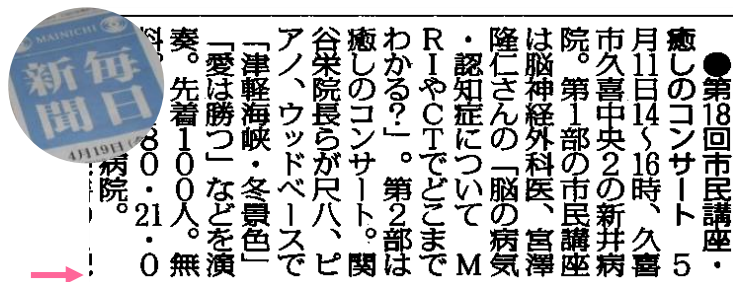 ●第18回市民講座・
癒しのコンサート　5
月11日14〜16時、久喜
市久喜中央2の新井病
院。第1部の市民講座
は脳神経外科医、宮澤
隆仁さんの「脳の病気
・認知症について　M
RIやCTでどこまで
わかる?」。第2部は
癒しのコンサート。関
谷栄院長らが尺八、ピ
アノ、ウッドベースで
「津軽海峡・冬景色」
「愛は勝つ」などを演
奏。先着100人。無
料。
80・21・0
病院。
MAINICHI
毎日
新聞
4月19日